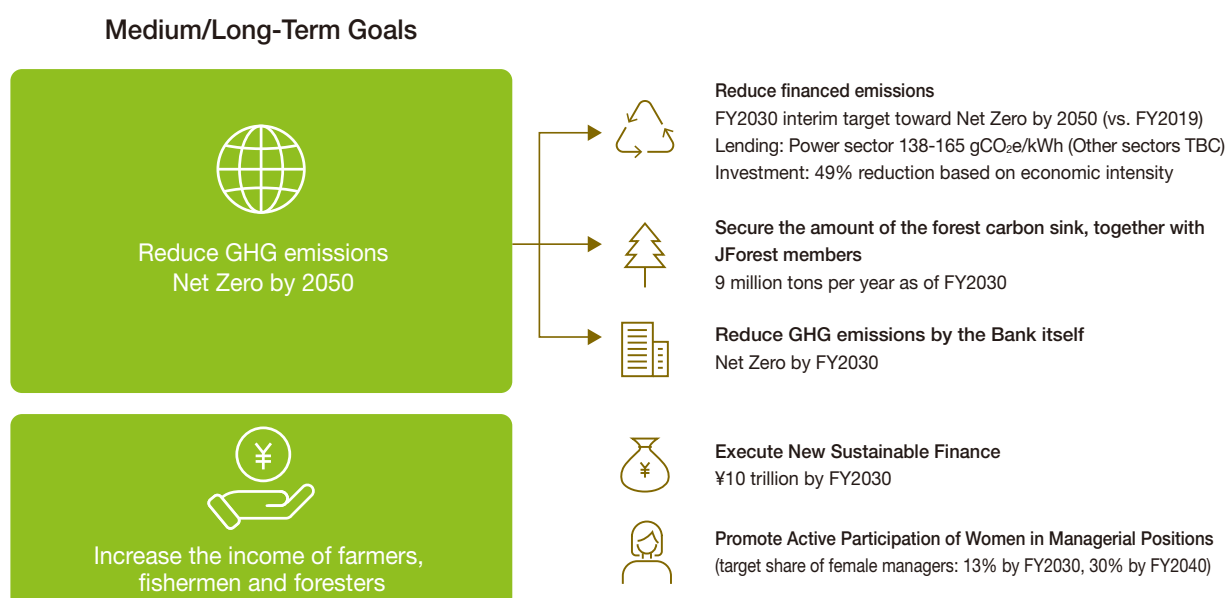 Medium/Long-Term Goals
Reduce GHG emissions
Net Zero by 2050
Reduce financed emissions
FY2030 interim target toward Net Zero by 2050 (vs. FY2019)
Lending: Power sector 138-165 gCO₂e/kWh (Other sectors TBC)
Investment: 49% reduction based on economic intensity
Secure the amount of the forest carbon sink, together with
JForest members
9 million tons per year as of FY2030
Reduce GHG emissions by the Bank itself
Net Zero by FY2030
¥
Increase the income of farmers,
fishermen and foresters
¥
Execute New Sustainable Finance
¥10 trillion by FY2030
Promote Active Participation of Women in Managerial Positions
(target share of female managers: 13% by FY2030, 30% by FY2040)